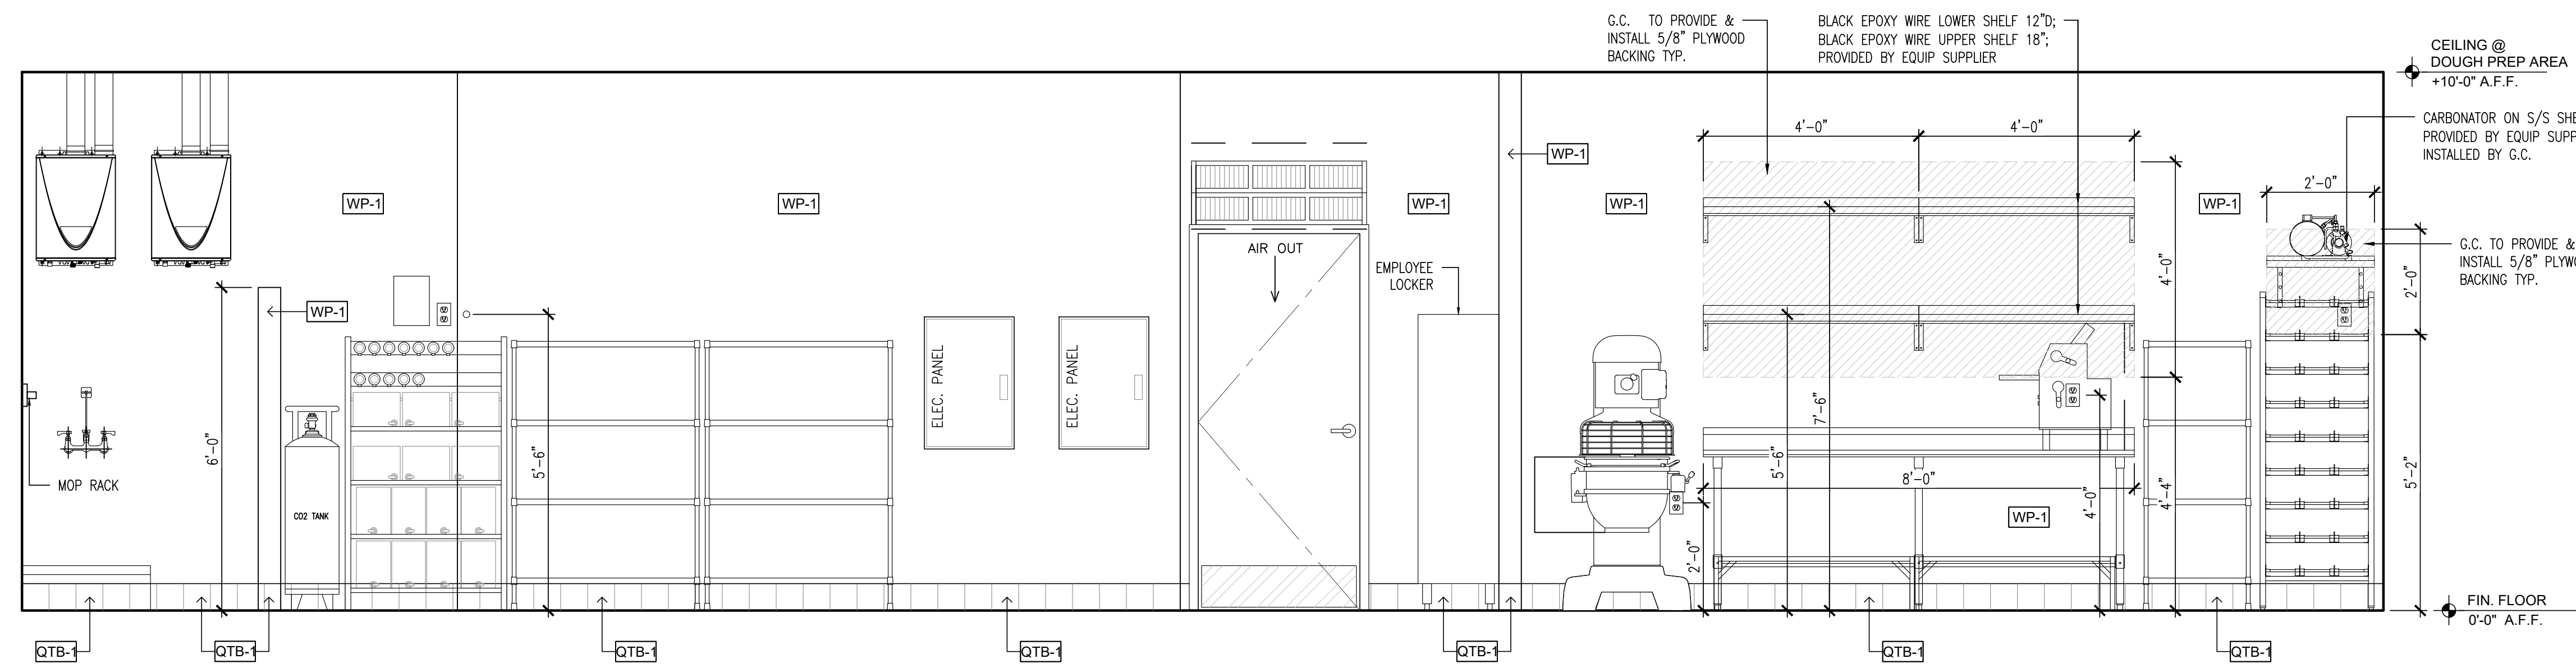 G.C. TO PROVIDE &
INSTALL 5/8" PLYWOOD
BACKING TYP.
BLACK EPOXY WIRE LOWER SHELF 12"D;
BLACK EPOXY WIRE UPPER SHELF 18";
PROVIDED BY EQUIP SUPPLIER
CEILING @
DOUGH PREP AREA
+10'-0" A.F.F.
CARBONATOR ON S/S SHE
PROVIDED BY EQUIP SUPP
INSTALLED BY G.C.
4'-0"
4'-0"
WP-1
2'-0"
WP-1
WP-1
WP-1
WP-1
WP-1
AIR OUT
G.C. TO PROVIDE &
INSTALL 5/8" PLYWO
BACKING TYP.
4'-0"
2'-0"
EMPLOYEE
LOCKER
WP-1
ELEC. PANEL
ELEC. PANEL
7'-6"
6'-0"
5'-6"
5'-6"
8'-0"
4'-0"
4'-4"
5'-2"
MOP RACK
CO2 TANK
WP-1
2'-0"
FIN. FLOOR
0'-0" A.F.F.
QTB-1
QTB-1
QTB-1
QTB-1
QTB-1
QTB-1
QTB-1